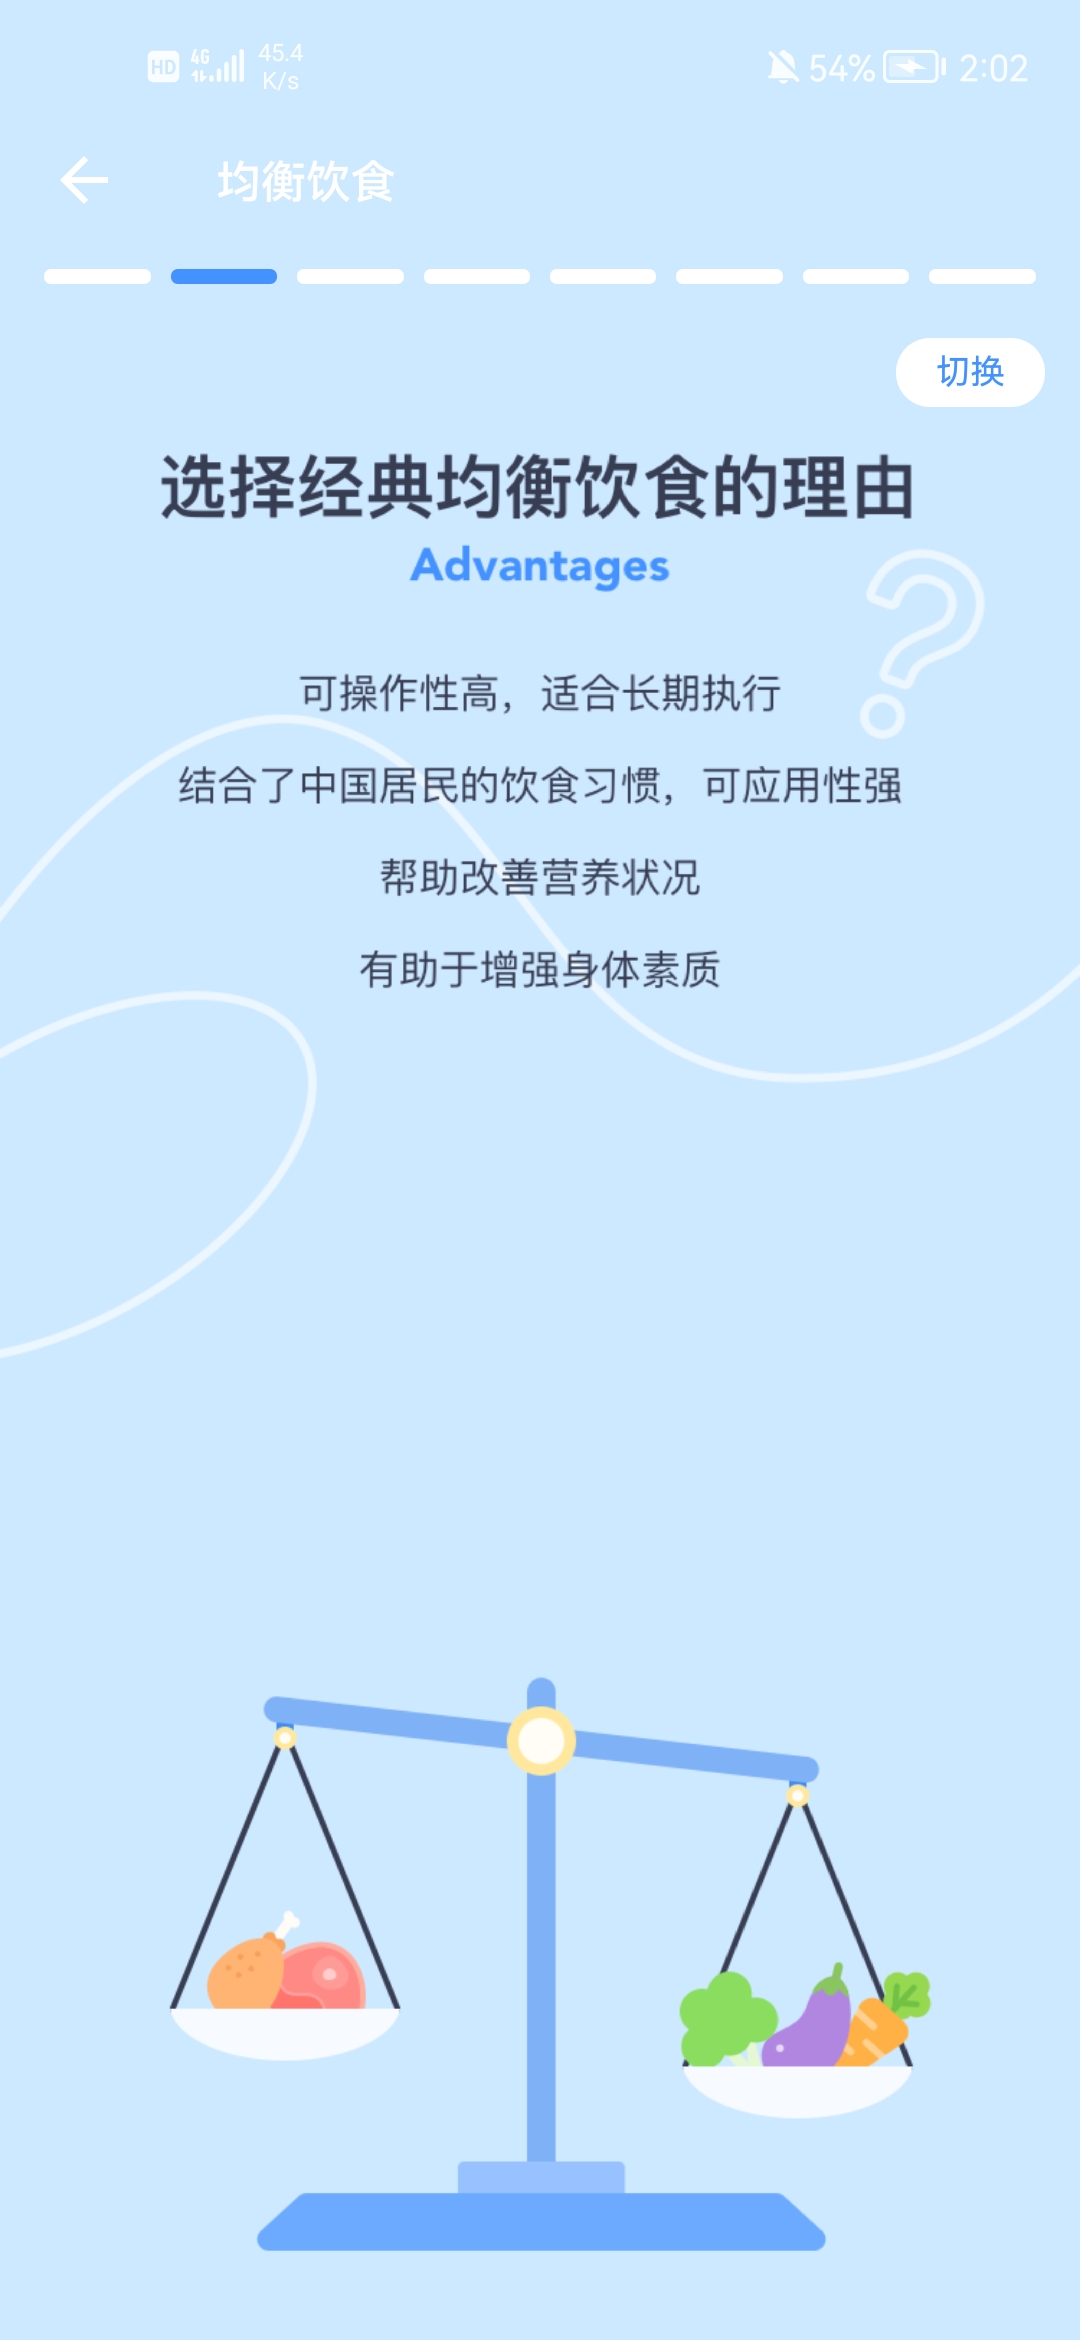 HD 4G 45.4 K/s 54% 2:02
均衡饮食
切换
选择经典均衡饮食的理由
Advantages
?
可操作性高，适合长期执行
结合了中国居民的饮食习惯，可应用性强
帮助改善营养状况
有助于增强身体素质